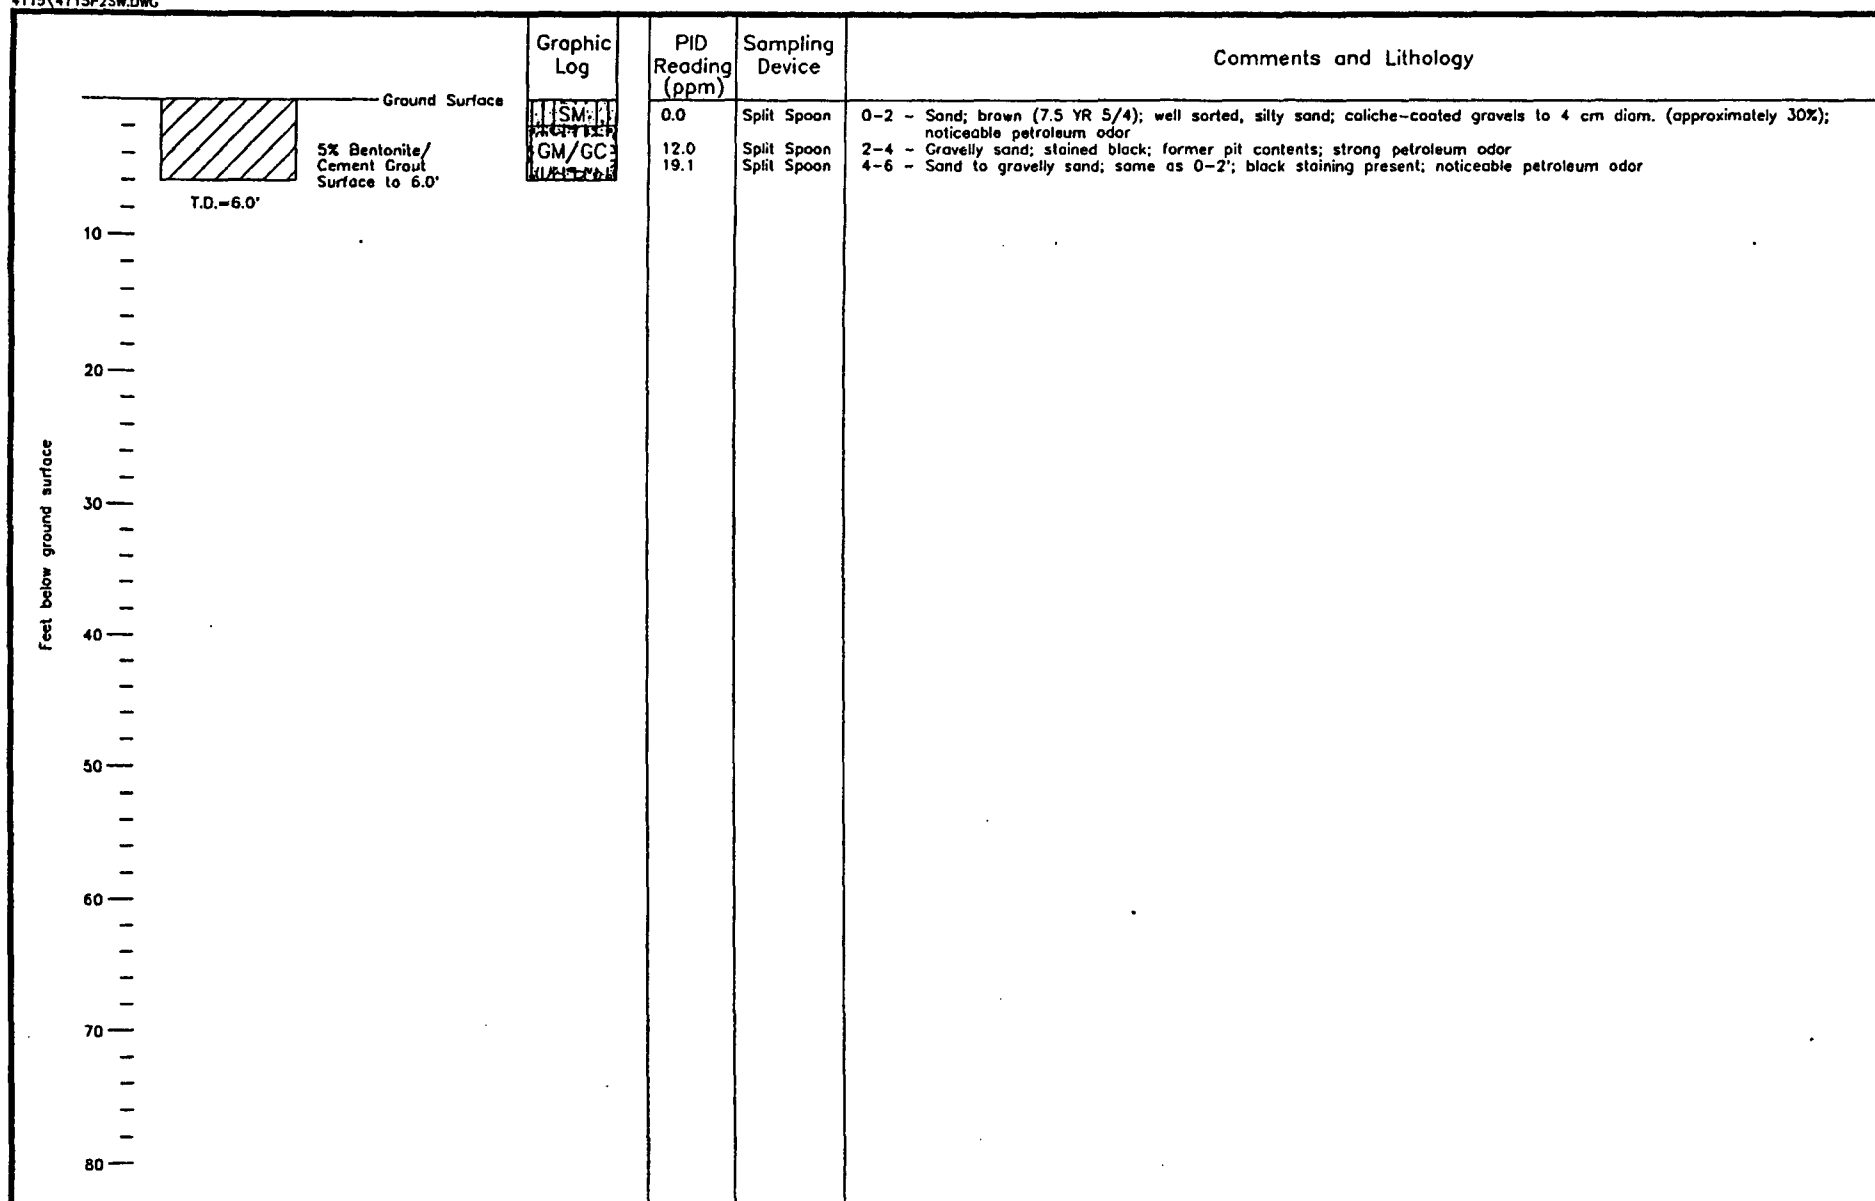 Graphic Log
PID Reading (ppm)
Sampling Device
Comments and Lithology
Ground Surface
SM
0.0 Split Spoon 0-2 - Sand; brown (7.5 YR 5/4); well sorted, silty sand; caliche-coated gravels to 4 cm diam. (approximately 30%);
noticeable petroleum odor
5% Bentonite/
Cement Grout
Surface to 6.0'
GM/GC
12.0 Split Spoon 2-4 - Gravelly sand; stained black; former pit contents; strong petroleum odor
19.1 Split Spoon 4-6 - Sand to gravelly sand; same as 0-2'; black staining present; noticeable petroleum odor
T.D.=6.0'
10
20
30
40
50
60
70
80
Feet below ground surface